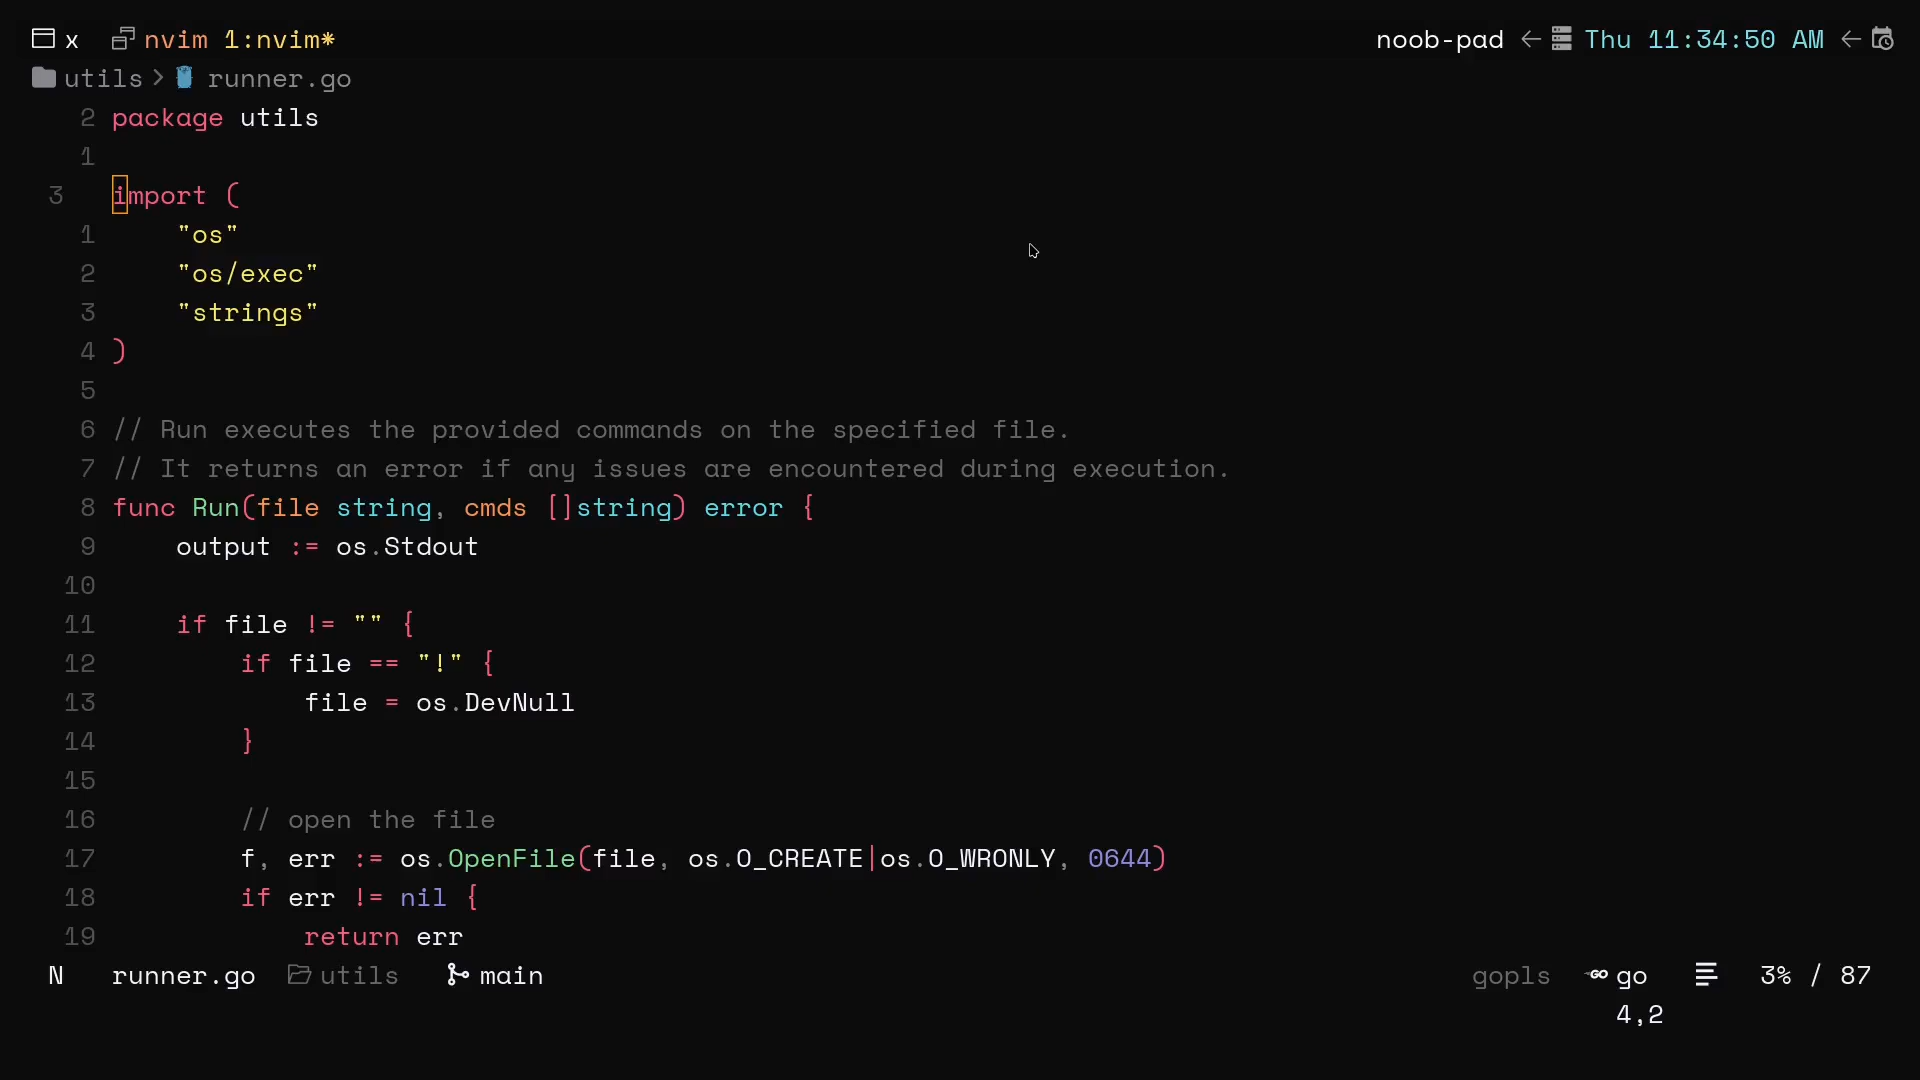 x nvim 1:nvim* noob-pad ← Thu 11:34:50 AM ←
utils > runner.go
2 package utils
1
3 import (
1 "os"
2 "os/exec"
3 "strings"
4 )
5
6 // Run executes the provided commands on the specified file.
7 // It returns an error if any issues are encountered during execution.
8 func Run(file string, cmds []string) error {
9 output := os.Stdout
10
11 if file != "" {
12 if file == "!" {
13 file = os.DevNull
14 }
15
16 // open the file
17 f, err := os.OpenFile(file, os.O_CREATE|os.O_WRONLY, 0644)
18 if err != nil {
19 return err
N runner.go utils main gopls go 3% / 87
4,2